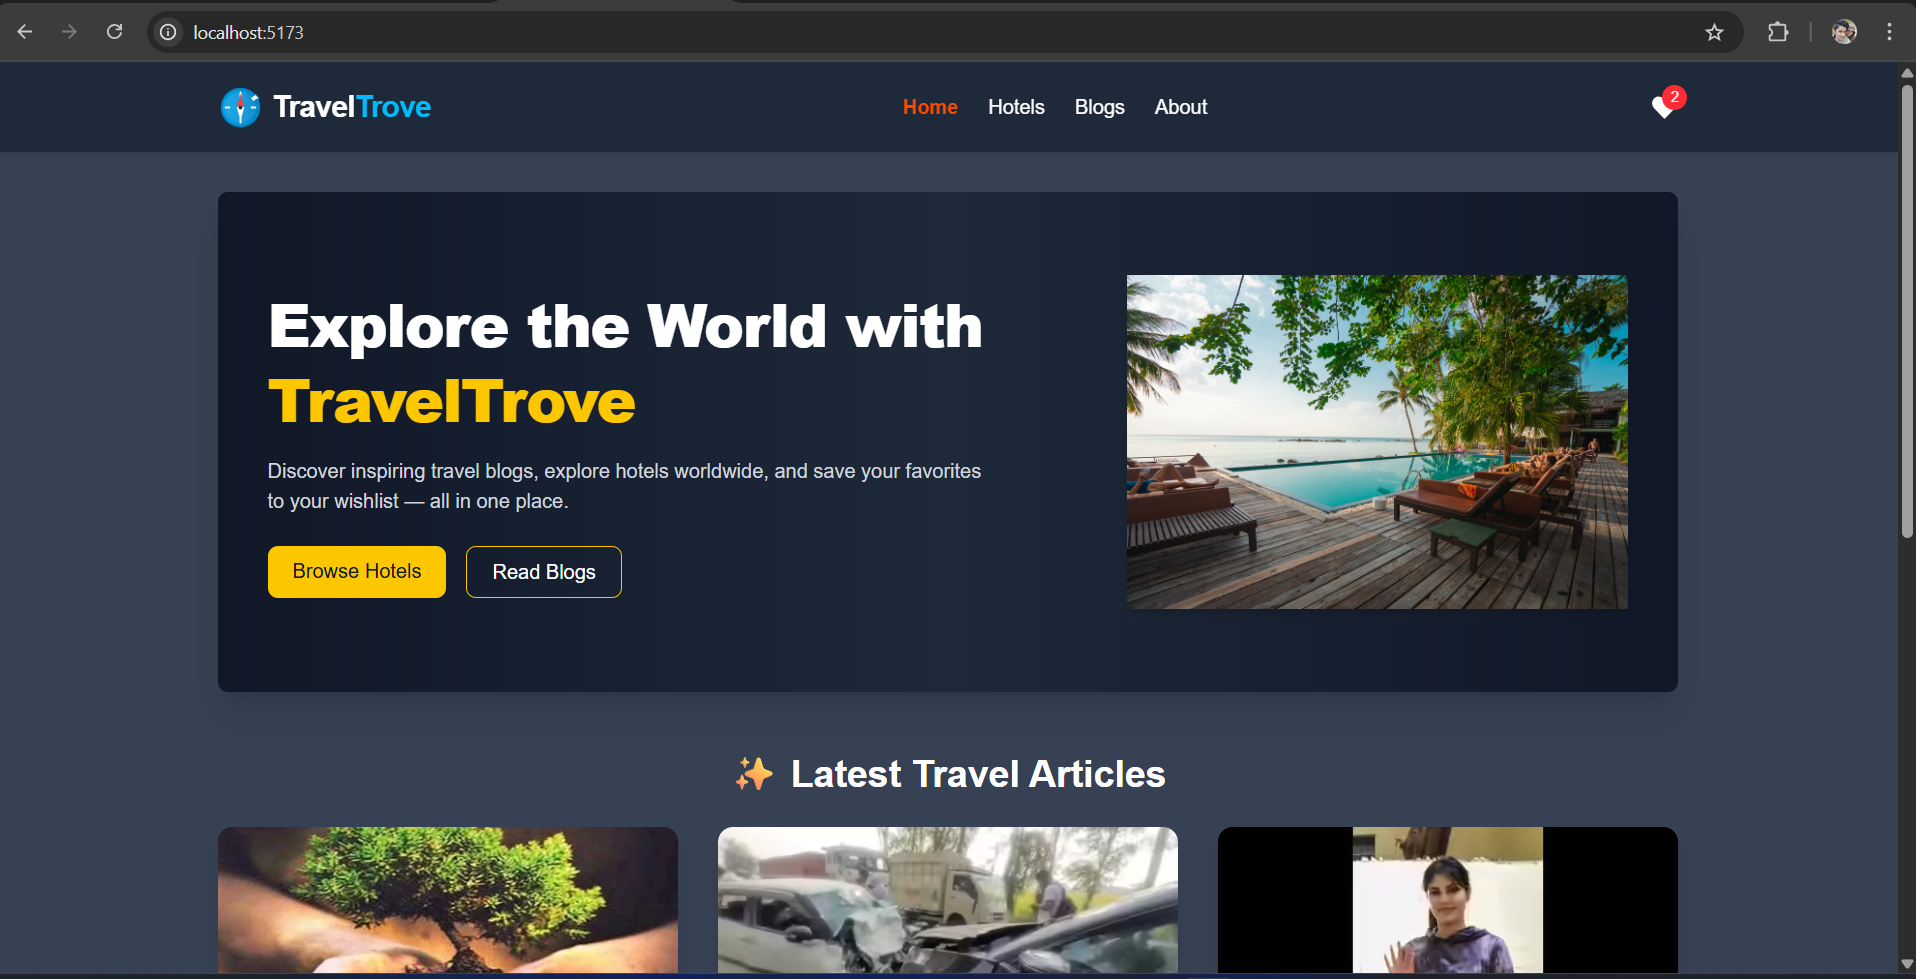 localhost:5173
TravelTrove
Home
Hotels
Blogs
About
2
Explore the World with
TravelTrove
Discover inspiring travel blogs, explore hotels worldwide, and save your favorites
to your wishlist — all in one place.
Browse Hotels
Read Blogs
✨ Latest Travel Articles